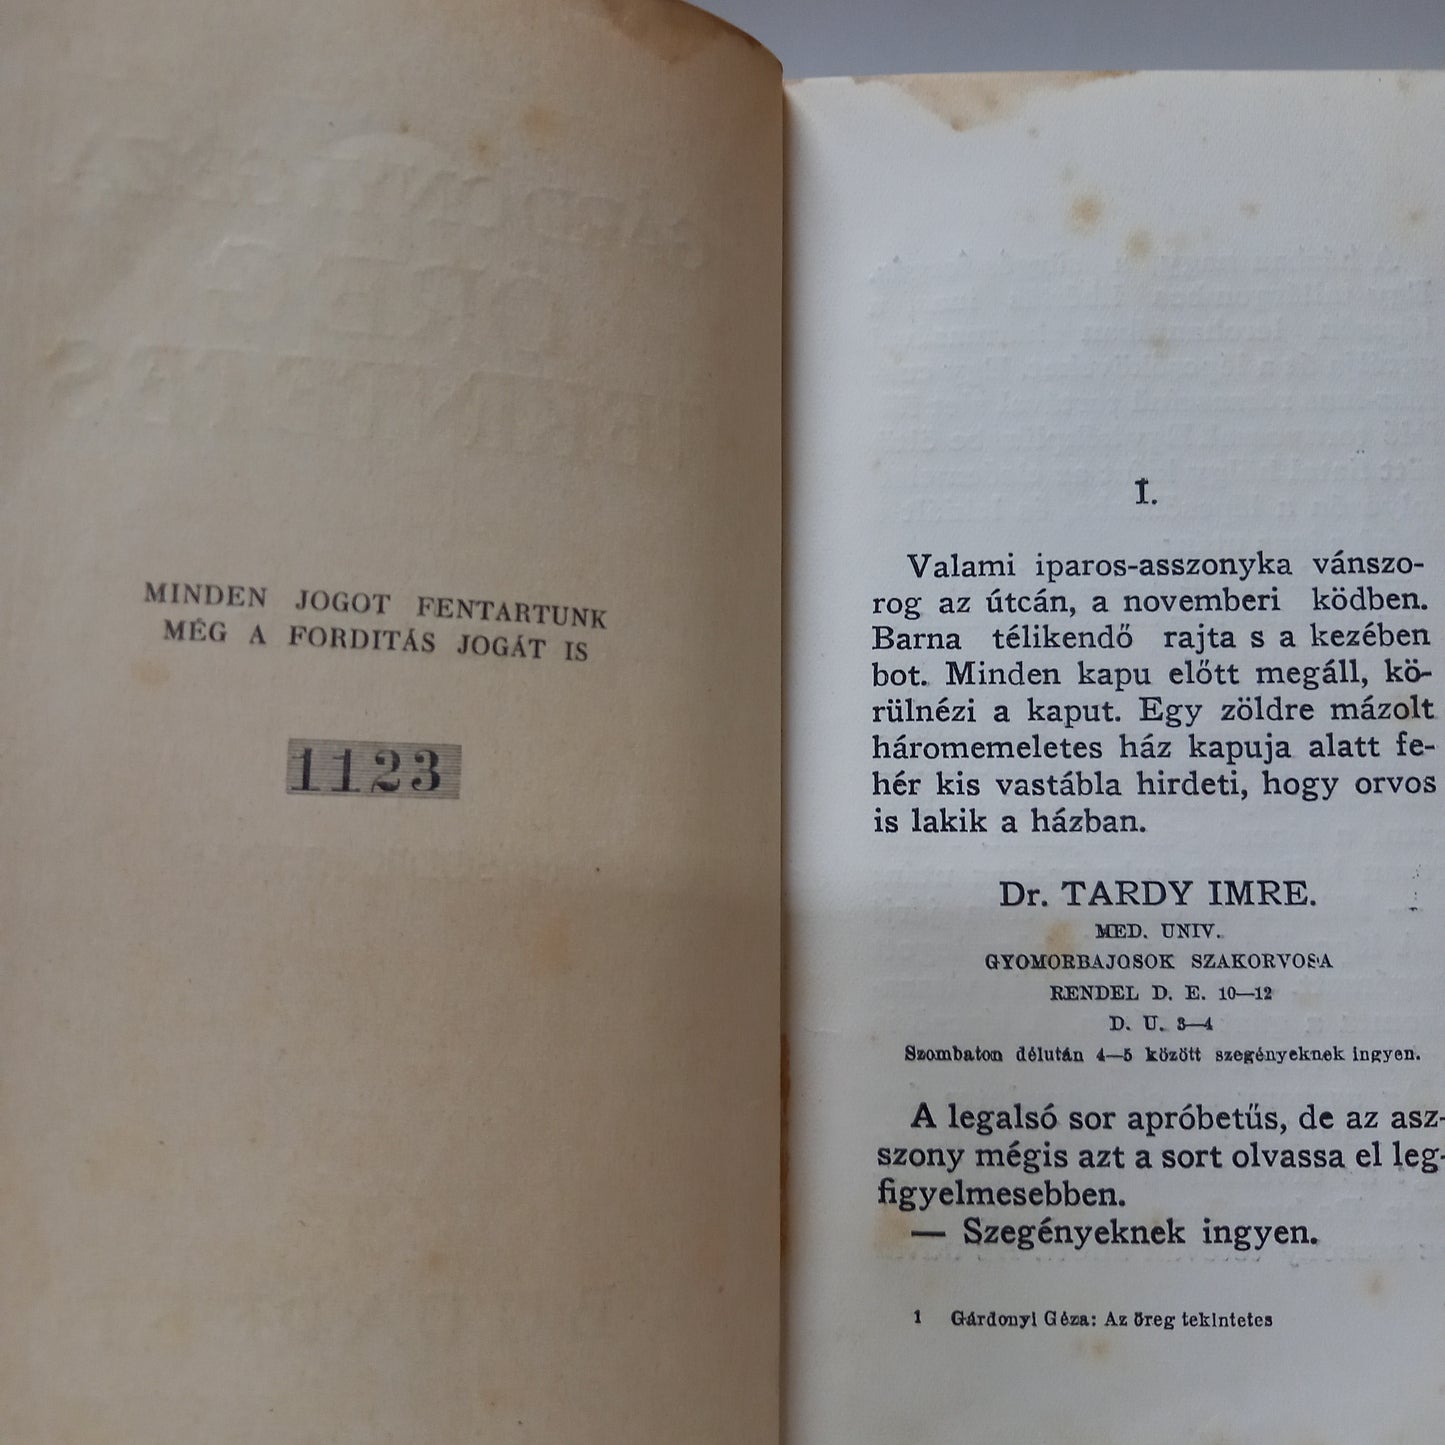 MINDEN JOGOT FENTARTUNK
MÉG A FORDITÁS JOGÁT IS
1123
I.
Valami iparos-asszonyka vánszo-
rog az útcán, a novemberi ködben.
Barna télikendő rajta s a kezében
bot. Minden kapu előtt megáll, kö-
rülnézi a kaput. Egy zöldre mázolt
háromemeletes ház kapuja alatt fe-
hér kis vastábla hirdeti, hogy orvos
is lakik a házban.
Dr. TARDY IMRE.
MED. UNIV.
GYOMORBAJOSOK SZAKORVOSA
RENDEL D. E. 10—12
D. U. 3—4
Szombaton délután 4—5 között szegényeknek ingyen.
A legalsó sor apróbetűs, de az asz-
szony mégis azt a sort olvassa el leg-
figyelmesebben.
— Szegényeknek ingyen.
1 Gárdonyi Géza: Az öreg tekintetes